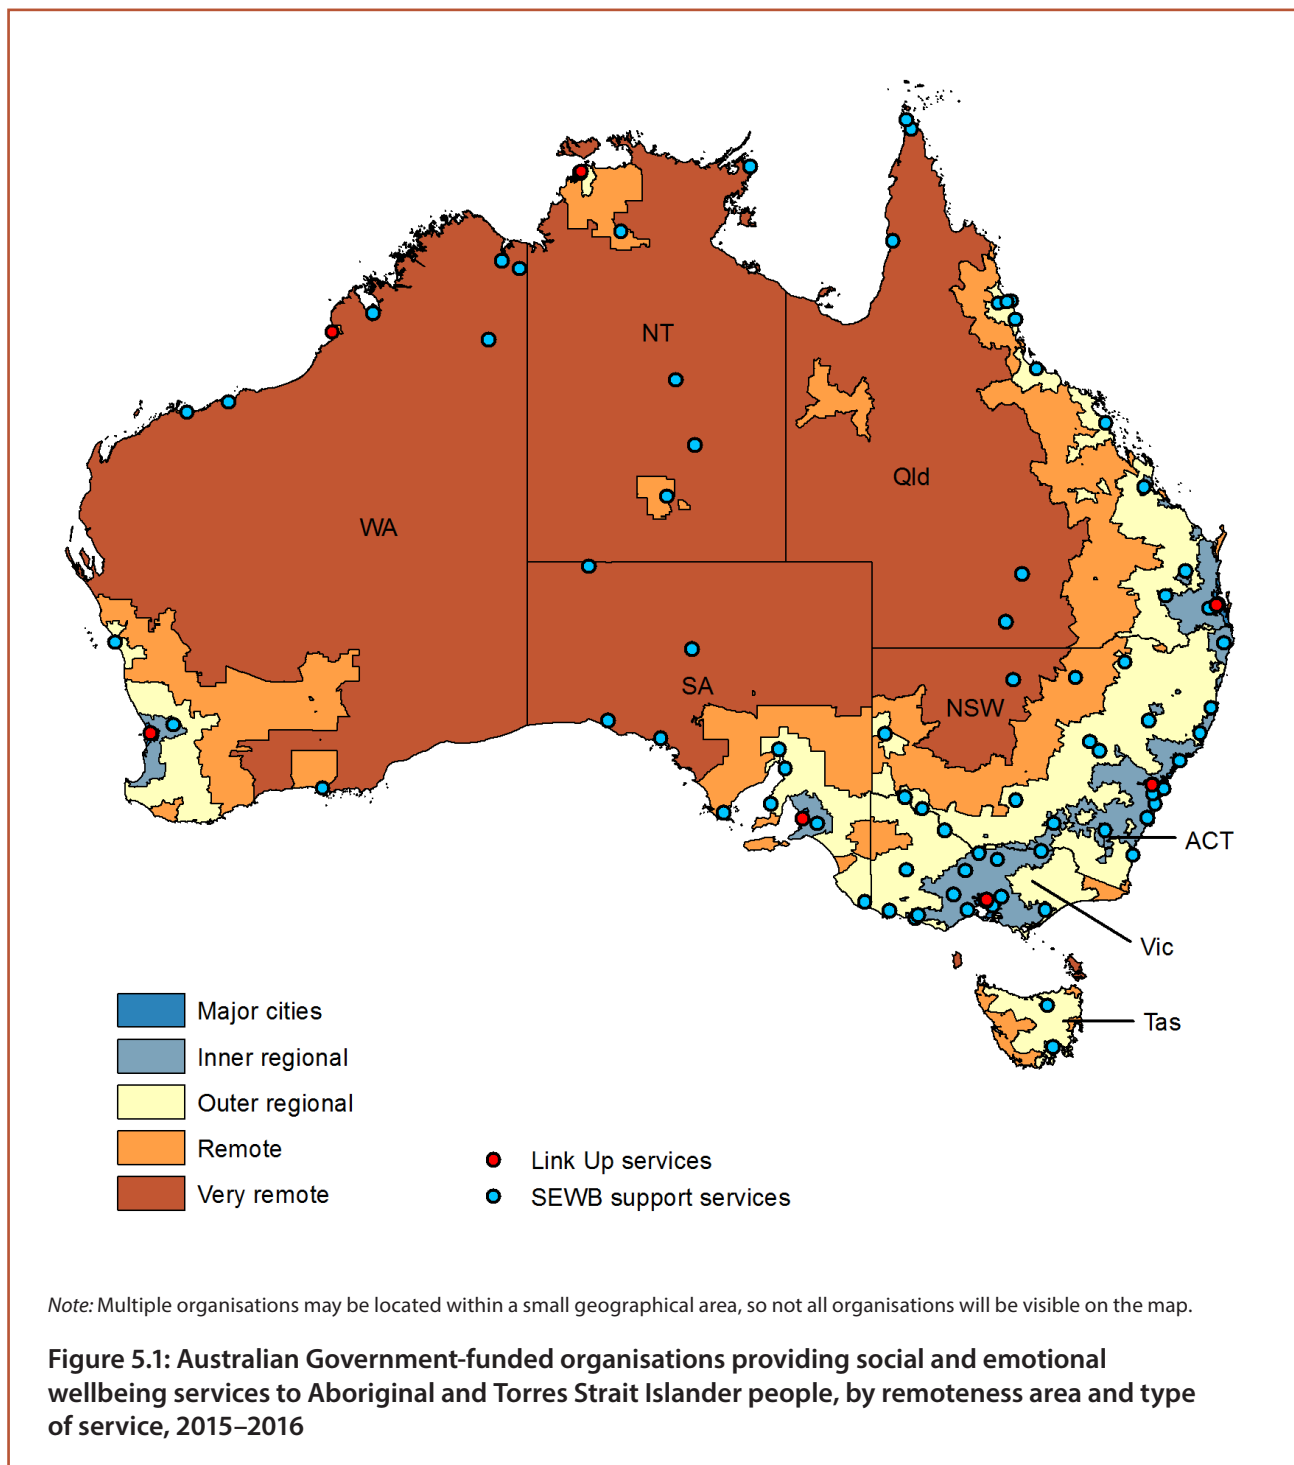 NT
Qld
WA
SA
NSW
ACT
Vic
Tas
Major cities
Inner regional
Outer regional
Remote
Very remote
Link Up services
SEWB support services
Note: Multiple organisations may be located within a small geographical area, so not all organisations will be visible on the map.
Figure 5.1: Australian Government-funded organisations providing social and emotional
wellbeing services to Aboriginal and Torres Strait Islander people, by remoteness area and type
of service, 2015–2016